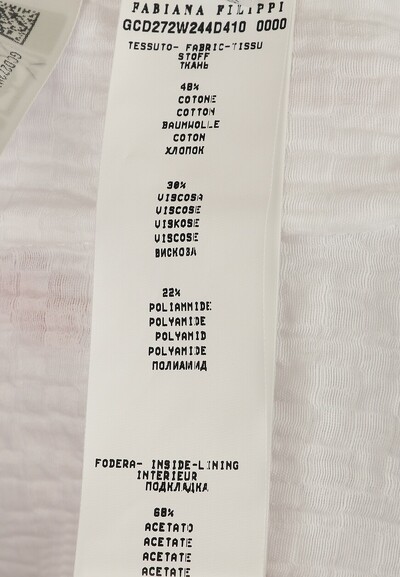 FABIANA FILIPPI
GCD272W244D410 0000
TESSUTO- FABRIC-TISSU
STOFF
ТКАНЬ
48%
COTONE
COTTON
BAUMWOLLE
COTON
ХЛОПОК
30%
VISCOSA
VISCOSE
VISKOSE
VISCOSE
ВИСКОЗА
22%
POLIAMMIDE
POLYAMIDE
POLYAMID
POLYAMIDE
ПОЛИАМИД
FODERA- INSIDE-LINING
INTERIEUR
ПОДКЛАДКА
68%
ACETATO
ACETATE
ACETATE
ACETATE